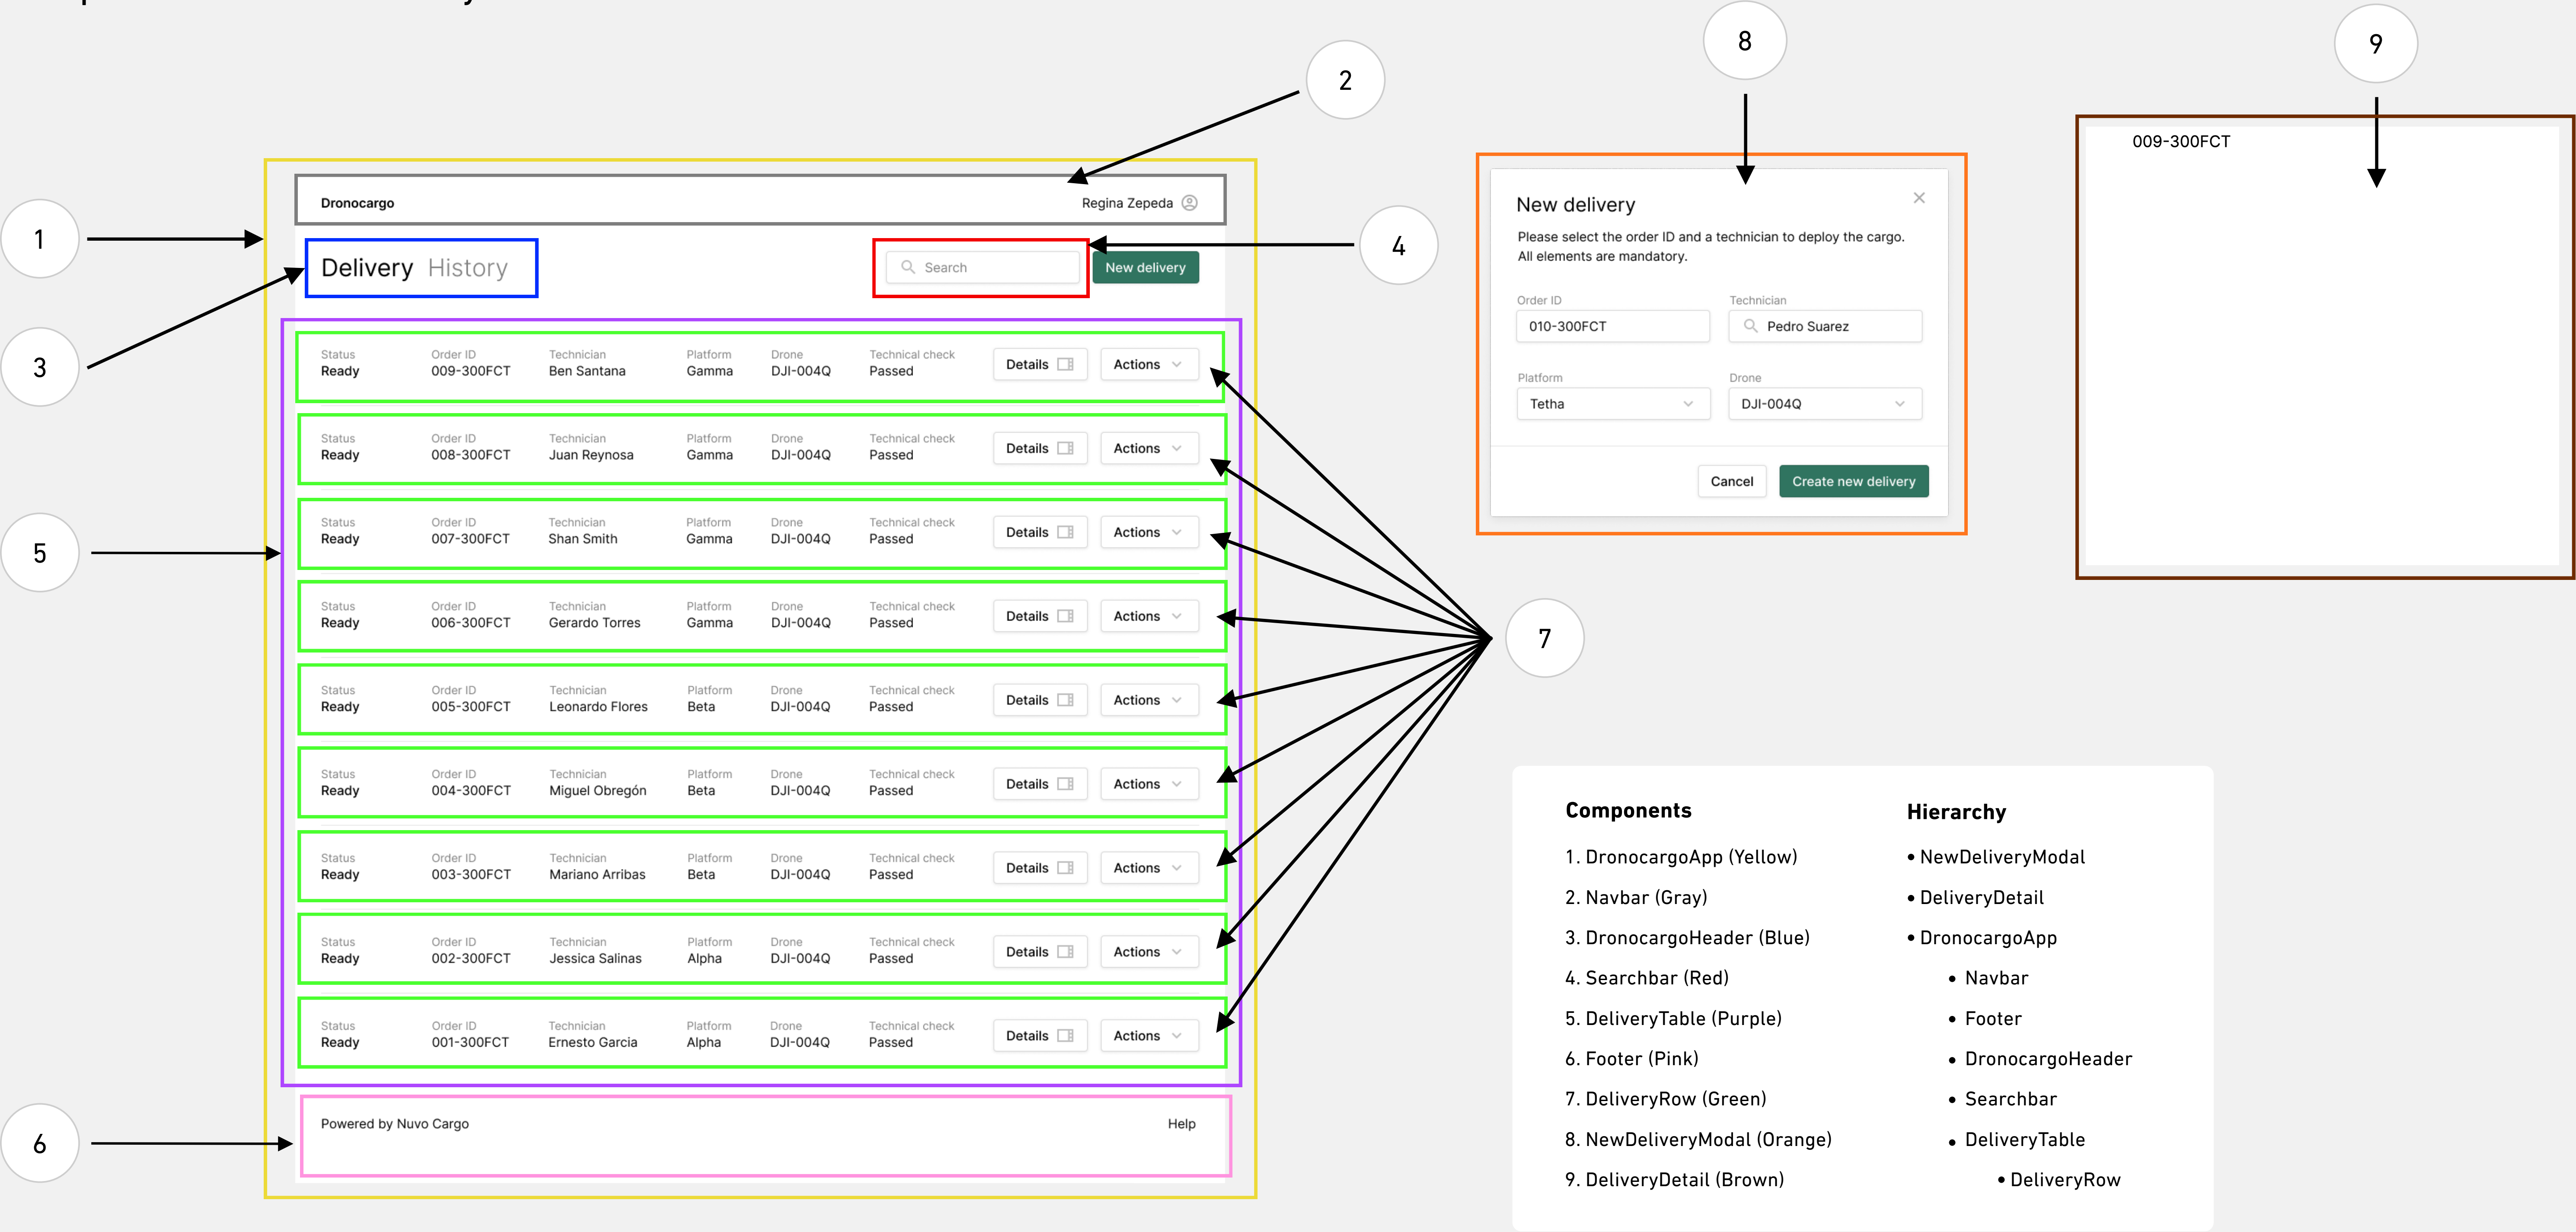 2
8
9
009-300FCT
1
Dronocargo
Regina Zepeda
4
Delivery History
Search
New delivery
3
New delivery
Please select the order ID and a technician to deploy the cargo.
All elements are mandatory.
Order ID Technician
010-300FCT Pedro Suarez
Platform Drone
Tetha DJI-004Q
Cancel Create new delivery
5
Status Order ID Technician Platform Drone Technical check
Ready 009-300FCT Ben Santana Gamma DJI-004Q Passed
Details Actions
Status Order ID Technician Platform Drone Technical check
Ready 008-300FCT Juan Reynosa Gamma DJI-004Q Passed
Details Actions
Status Order ID Technician Platform Drone Technical check
Ready 007-300FCT Shan Smith Gamma DJI-004Q Passed
Details Actions
Status Order ID Technician Platform Drone Technical check
Ready 006-300FCT Gerardo Torres Gamma DJI-004Q Passed
Details Actions
Status Order ID Technician Platform Drone Technical check
Ready 005-300FCT Leonardo Flores Beta DJI-004Q Passed
Details Actions
Status Order ID Technician Platform Drone Technical check
Ready 004-300FCT Miguel Obregón Beta DJI-004Q Passed
Details Actions
Status Order ID Technician Platform Drone Technical check
Ready 003-300FCT Mariano Arribas Beta DJI-004Q Passed
Details Actions
Status Order ID Technician Platform Drone Technical check
Ready 002-300FCT Jessica Salinas Alpha DJI-004Q Passed
Details Actions
Status Order ID Technician Platform Drone Technical check
Ready 001-300FCT Ernesto Garcia Alpha DJI-004Q Passed
Details Actions
7
6
Powered by Nuvo Cargo
Help
Components
1. DronocargoApp (Yellow)
2. Navbar (Gray)
3. DronocargoHeader (Blue)
4. Searchbar (Red)
5. DeliveryTable (Purple)
6. Footer (Pink)
7. DeliveryRow (Green)
8. NewDeliveryModal (Orange)
9. DeliveryDetail (Brown)
Hierarchy
• NewDeliveryModal
• DeliveryDetail
• DronocargoApp
• Navbar
• Footer
• DronocargoHeader
• Searchbar
• DeliveryTable
• DeliveryRow